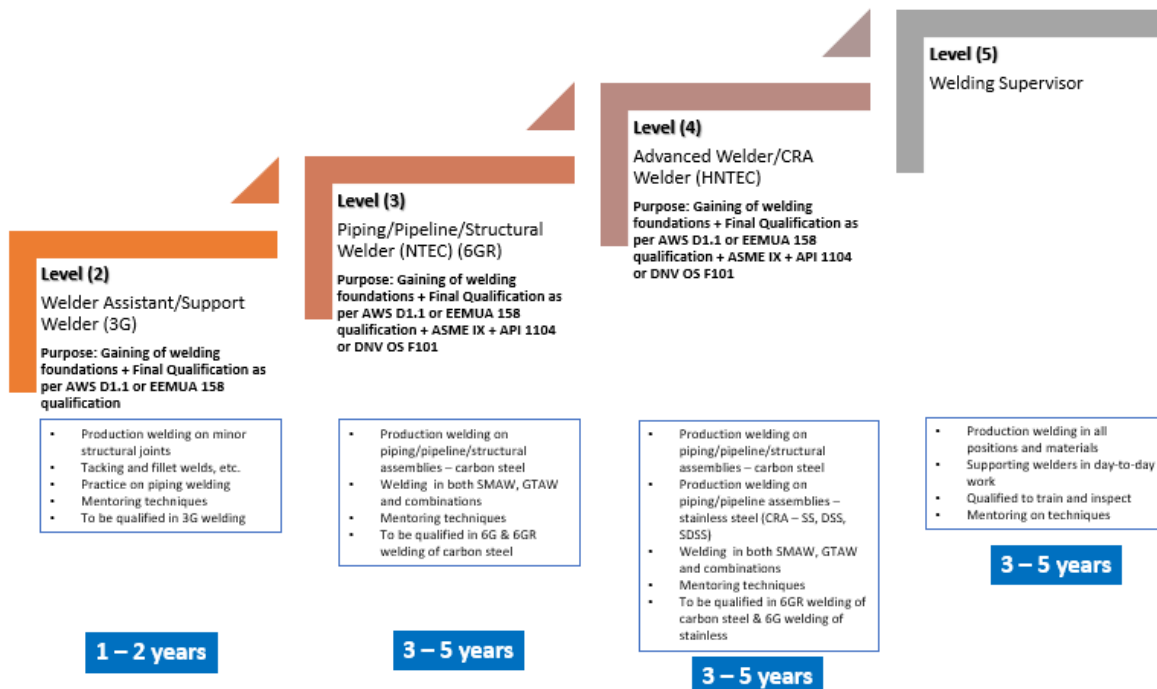 Level (2)
Welder Assistant/Support
Welder (3G)
Purpose: Gaining of welding
foundations + Final Qualification as
per AWS D1.1 or EEMUA 158
qualification
• Production welding on minor
structural joints
• Tacking and fillet welds, etc.
• Practice on piping welding
• Mentoring techniques
• To be qualified in 3G welding
1 – 2 years
Level (3)
Piping/Pipeline/Structural
Welder (NTEC) (6GR)
Purpose: Gaining of welding
foundations + Final Qualification as
per AWS D1.1 or EEMUA 158
qualification + ASME IX + API 1104
or DNV OS F101
• Production welding on
piping/pipeline/structural
assemblies – carbon steel
• Welding in both SMAW, GTAW
and combinations
• Mentoring techniques
• To be qualified in 6G & 6GR
welding of carbon steel
3 – 5 years
Level (4)
Advanced Welder/CRA
Welder (HNTEC)
Purpose: Gaining of welding
foundations + Final Qualification as
per AWS D1.1 or EEMUA 158
qualification + ASME IX + API 1104
or DNV OS F101
• Production welding on
piping/pipeline/structural
assemblies – carbon steel
• Production welding on
piping/pipeline assemblies –
stainless steel (CRA – SS, DSS,
SDSS)
• Welding in both SMAW, GTAW
and combinations
• Mentoring techniques
• To be qualified in 6GR welding of
carbon steel & 6G welding of
stainless
3 – 5 years
Level (5)
Welding Supervisor
• Production welding in all
positions and materials
• Supporting welders in day-to-day
work
• Qualified to train and inspect
• Mentoring on techniques
3 – 5 years